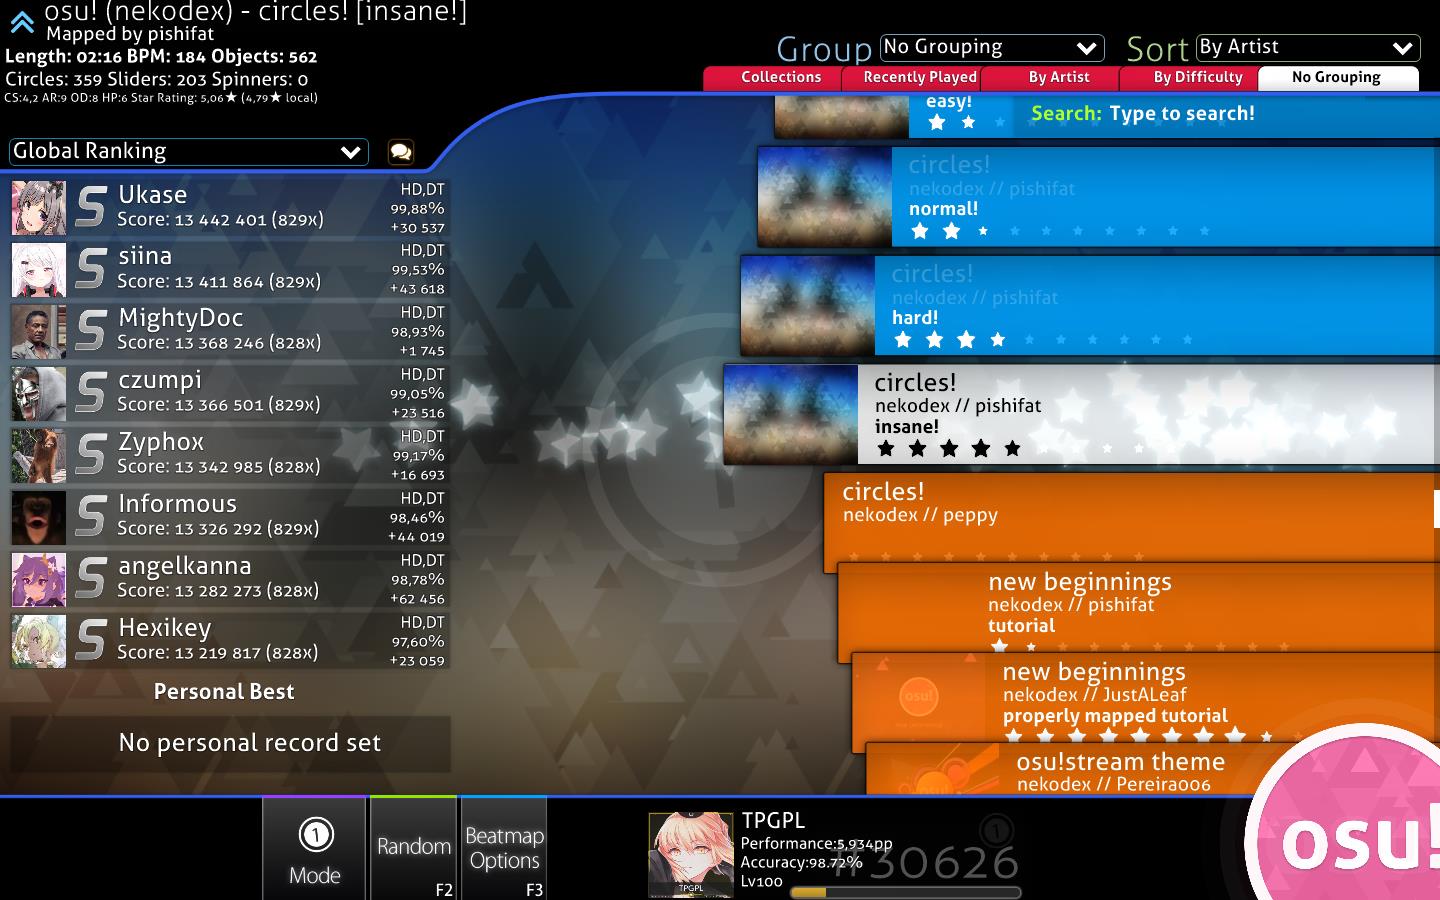 osu! (nekodex) - circles! [insane!]
Mapped by pishifat
Length: 02:16 BPM: 184 Objects: 562
Circles: 359 Sliders: 203 Spinners: 0
CS:4,2 AR:9 OD:8 HP:6 Star Rating: 5,06★ (4,79★ local)
Group No Grouping
Sort By Artist
Collections
Recently Played
By Artist
By Difficulty
No Grouping
Search: Type to search!
Global Ranking
Ukase
Score: 13 442 401 (829x)
HD,DT
99,88%
+30 537
siina
Score: 13 411 864 (829x)
HD,DT
99,53%
+43 618
MightyDoc
Score: 13 368 246 (828x)
HD,DT
98,93%
+1 745
czumpi
Score: 13 366 501 (829x)
HD,DT
99,05%
+23 516
Zyphox
Score: 13 342 985 (828x)
HD,DT
99,17%
+16 693
Informous
Score: 13 326 292 (829x)
HD,DT
98,46%
+44 019
angelkanna
Score: 13 282 273 (828x)
HD,DT
98,78%
+62 456
Hexikey
Score: 13 219 817 (828x)
HD,DT
97,60%
+23 059
Personal Best
No personal record set
easy!
circles!
nekodex // pishifat
normal!
circles!
nekodex // pishifat
hard!
circles!
nekodex // pishifat
insane!
circles!
nekodex // peppy
new beginnings
nekodex // pishifat
tutorial
new beginnings
nekodex // JustALeaf
properly mapped tutorial
osu!
osu!stream theme
nekodex // Pereira006
1
Mode
Random
F2
Beatmap
Options
F3
TPGPL
TPGPL
Performance:5,934pp
Accuracy:98.72%
Lv100
#30626
1
osu!